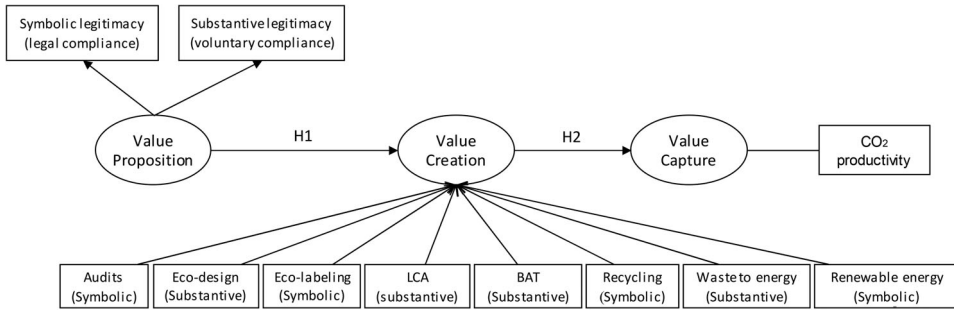 Symbolic legitimacy
(legal compliance)
Substantive legitimacy
(voluntary compliance)
Value
Proposition
H1
Value
Creation
H2
Value
Capture
CO₂
productivity
Audits
(Symbolic)
Eco-design
(Substantive)
Eco-labeling
(Symbolic)
LCA
(substantive)
BAT
(Substantive)
Recycling
(Symbolic)
Waste to energy
(Substantive)
Renewable energy
(Symbolic)